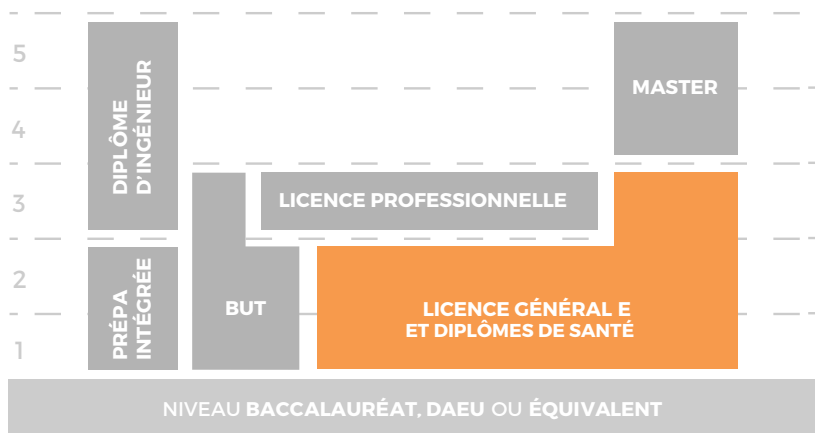 5
4
3
2
1
DIPLÔME
D'INGÉNIEUR
PRÉPA
INTÉGRÉE
BUT
LICENCE PROFESSIONNELLE
MASTER
LICENCE GÉNÉRAL E
ET DIPLÔMES DE SANTÉ
NIVEAU BACCALAURÉAT, DAEU OU ÉQUIVALENT